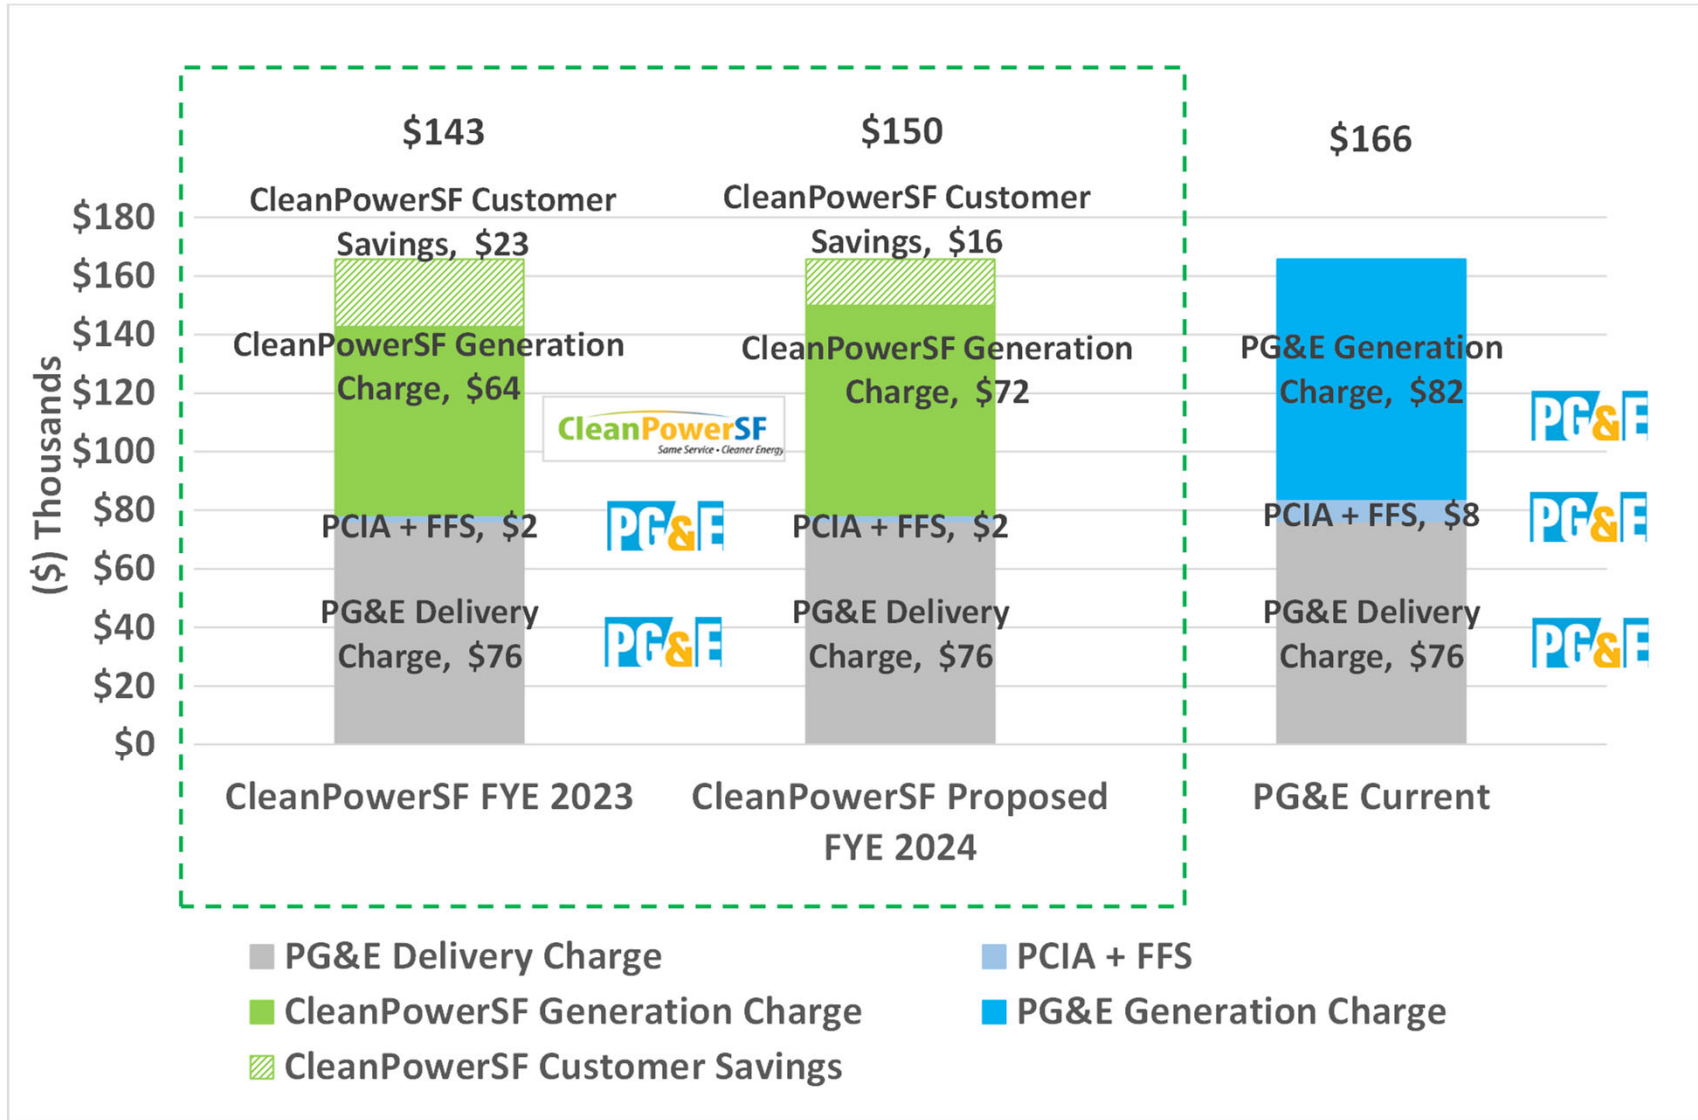 $143
$150
$166
CleanPowerSF Customer
Savings,  $23
CleanPowerSF Customer
Savings,  $16
$180
$160
$140
$120
$100
$80
$60
$40
$20
$0
($) Thousands
CleanPowerSF Generation
Charge,  $64
CleanPowerSF Generation
Charge,  $72
PG&E Generation
Charge,  $82
CleanPowerSF
Same Service • Cleaner Energy
PG&E
PCIA + FFS,  $2
PG&E
PCIA + FFS,  $2
PCIA + FFS,  $8
PG&E
PG&E Delivery
Charge,  $76
PG&E
PG&E Delivery
Charge,  $76
PG&E Delivery
Charge,  $76
PG&E
CleanPowerSF FYE 2023
CleanPowerSF Proposed
FYE 2024
PG&E Current
PG&E Delivery Charge
PCIA + FFS
CleanPowerSF Generation Charge
PG&E Generation Charge
CleanPowerSF Customer Savings